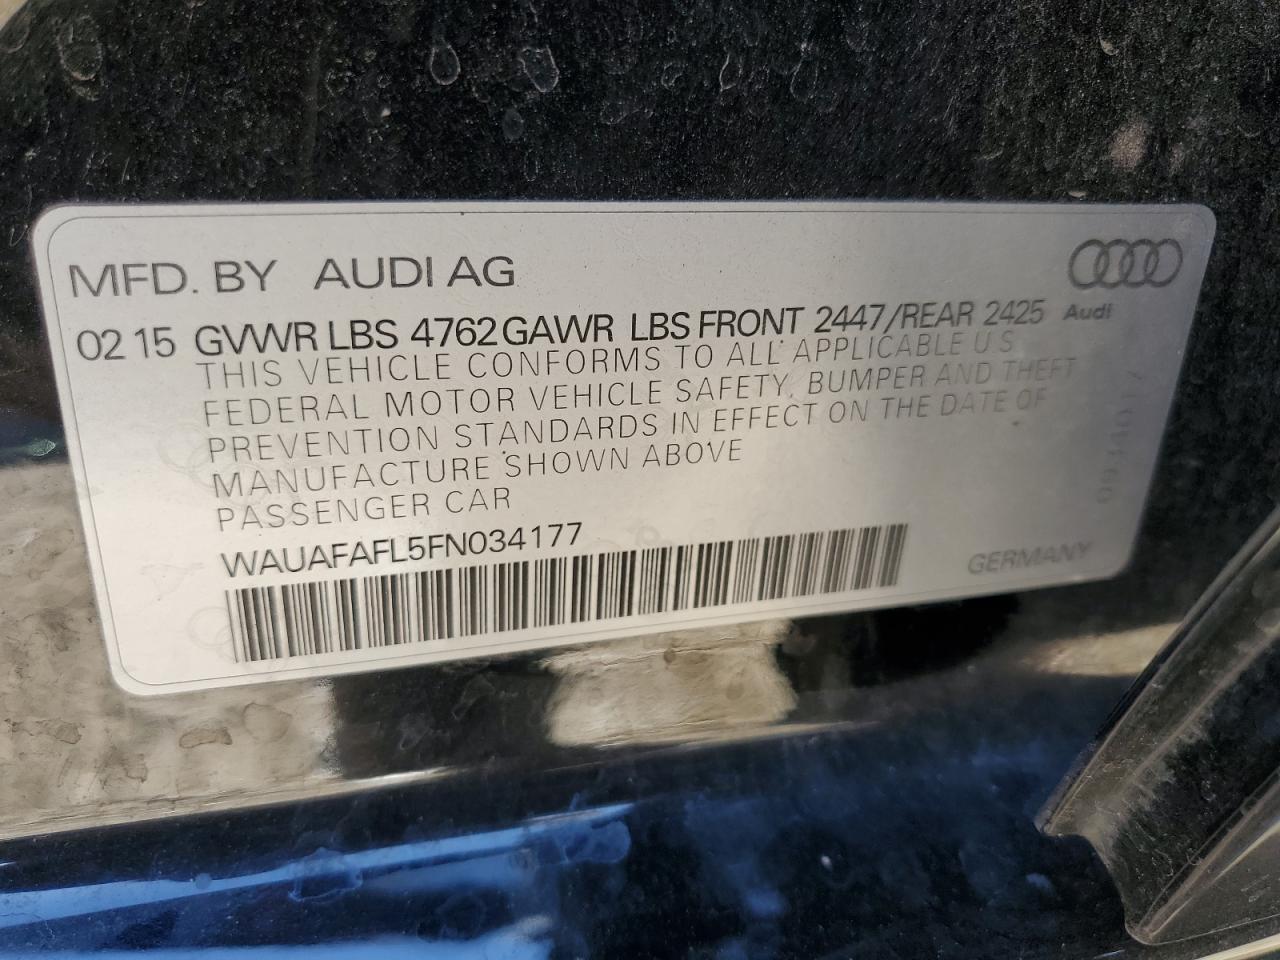 MFD. BY AUDI AG
02 15 GVWR LBS 4762 GAWR LBS FRONT 2447/REAR 2425 Audi
THIS VEHICLE CONFORMS TO ALL APPLICABLE U S
FEDERAL MOTOR VEHICLE SAFETY, BUMPER AND THEFT
PREVENTION STANDARDS IN EFFECT ON THE DATE OF
MANUFACTURE SHOWN ABOVE
PASSENGER CAR
WAUAFAFL5FN034177
GERMANY